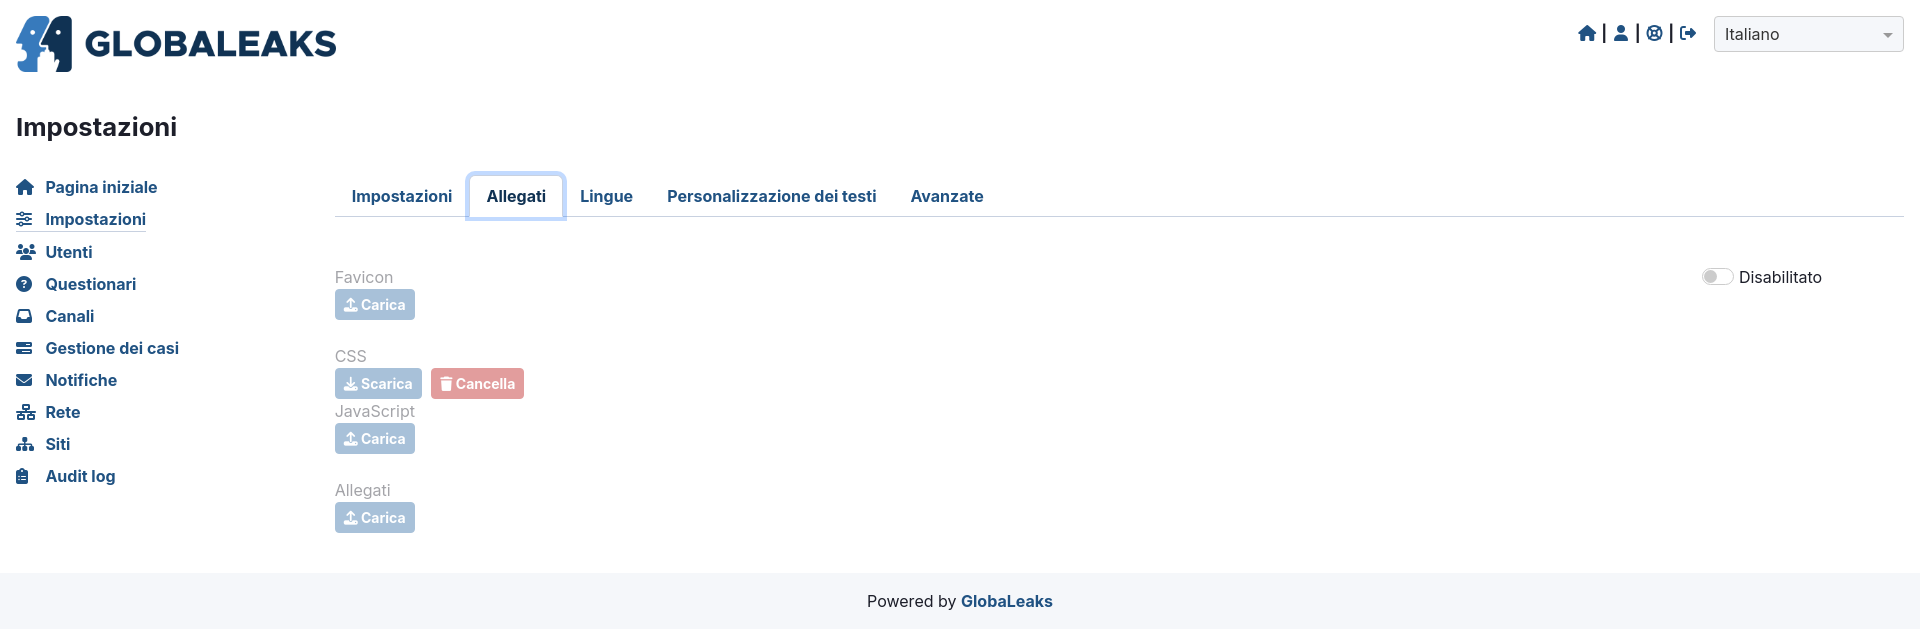 GLOBALEAKS
Italiano
Impostazioni
Pagina iniziale
Impostazioni
Utenti
Questionari
Canali
Gestione dei casi
Notifiche
Rete
Siti
Audit log
Impostazioni Allegati Lingue Personalizzazione dei testi Avanzate
Favicon
Disabilitato
Carica
CSS
Scarica Cancella
JavaScript
Carica
Allegati
Carica
Powered by GlobaLeaks